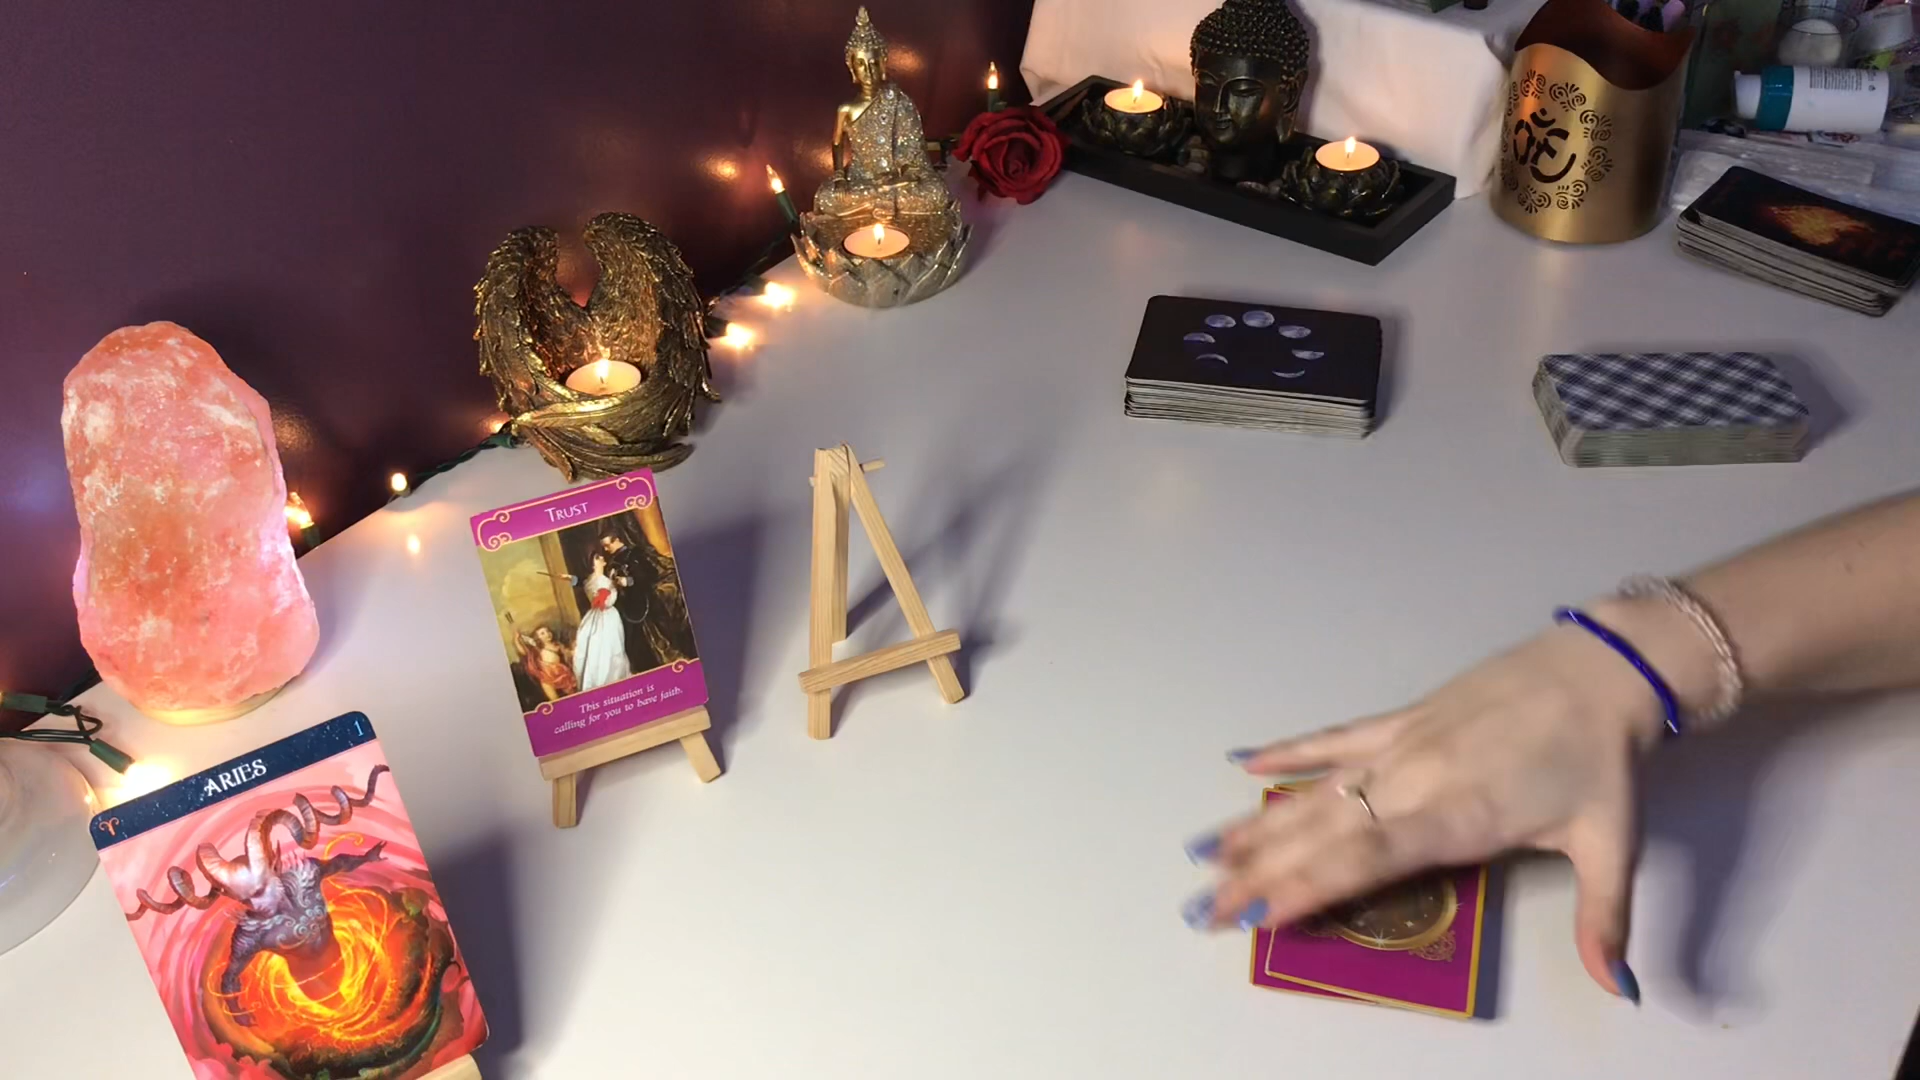 TRUST
This situation is
calling for you to have faith.
1
ARIES
♈
ॐ